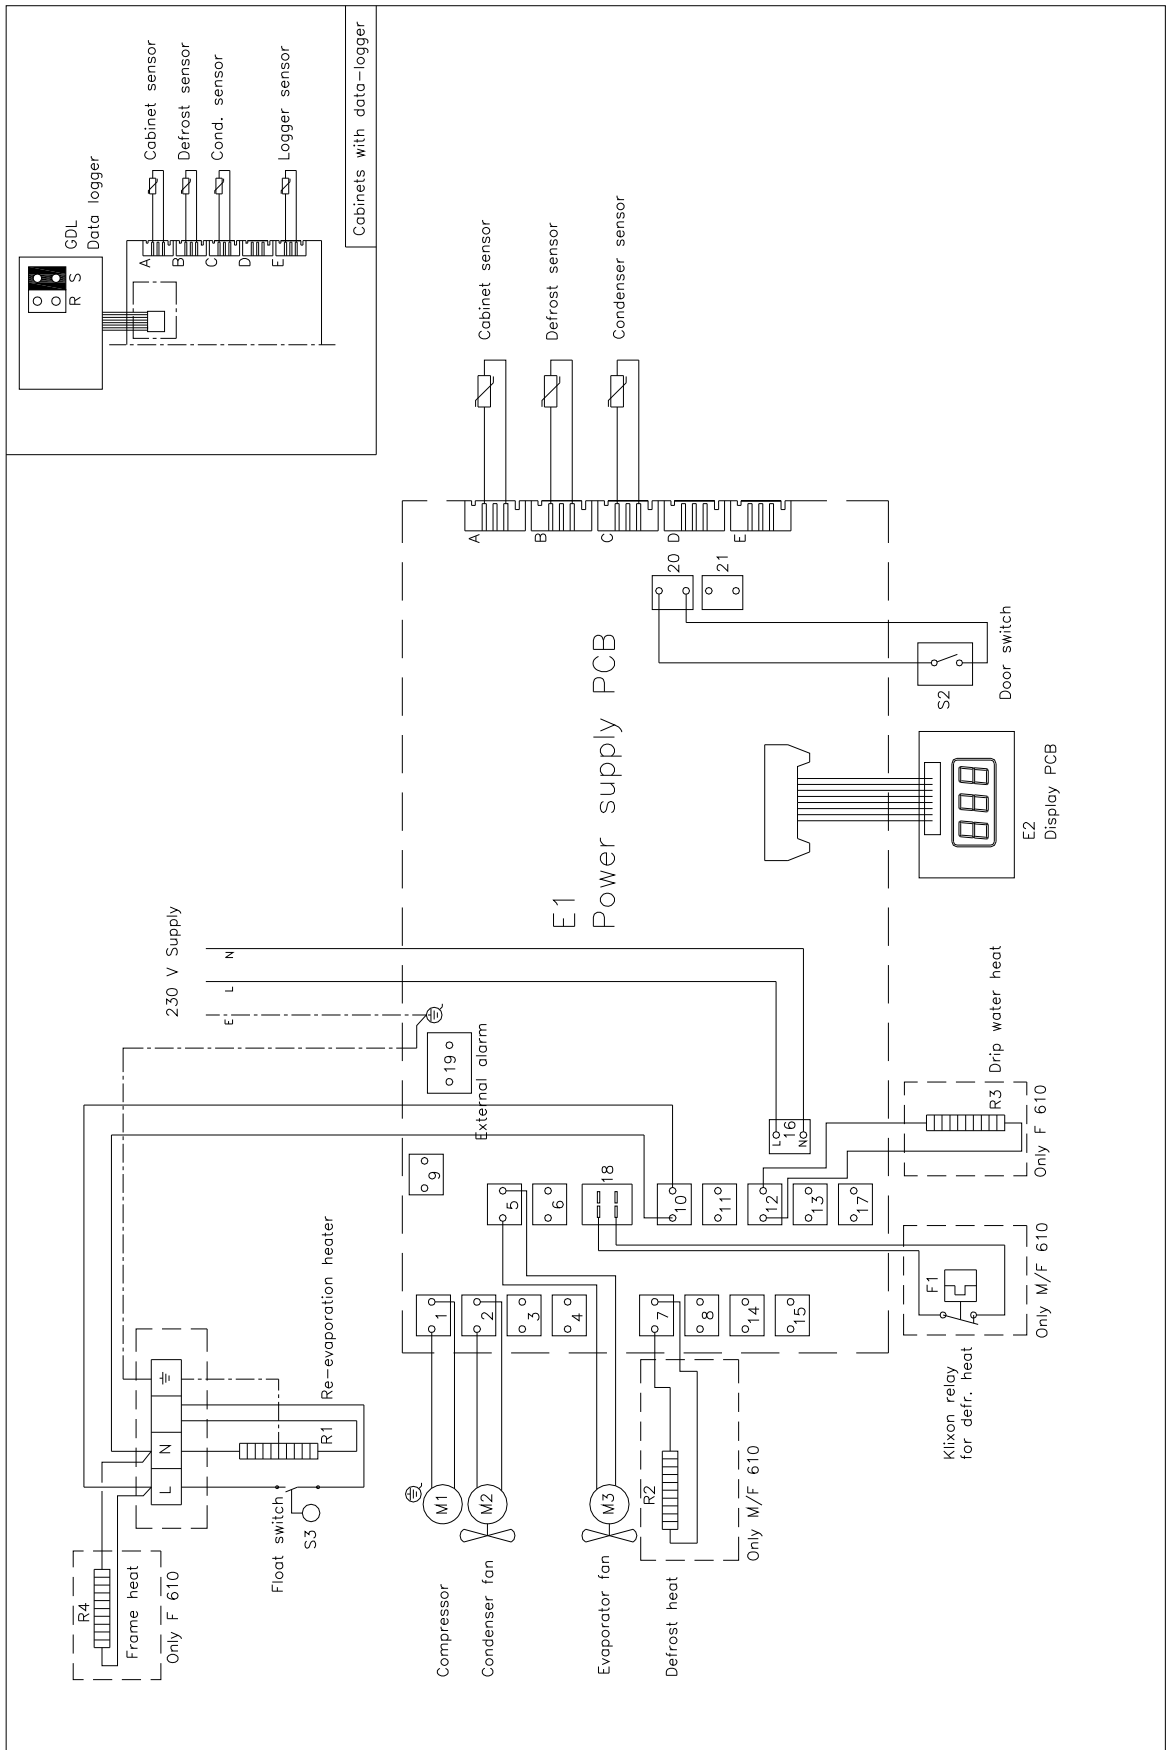 GDL
Data logger
R S
A
B
C
D
E
Cabinet sensor
Defrost sensor
Cond. sensor
Logger sensor
Cabinets with data-logger
230 V Supply
E
L
N
Cabinet sensor
Defrost sensor
Condenser sensor
A
B
C
D
E
20
21
S2
Door switch
E1
Power supply PCB
E2
Display PCB
19
External alarm
L
16
N
9
5
6
18
10
11
12
13
17
1
2
3
4
7
8
14
15
R3
Drip water heat
Only F 610
F1
Only M/F 610
Klixon relay
for defr. heat
L
N
Re-evaporation heater
R1
Float switch
S3
R4
Frame heat
Only F 610
M1
M2
M3
Compressor
Condenser fan
Evaporator fan
R2
Only M/F 610
Defrost heat